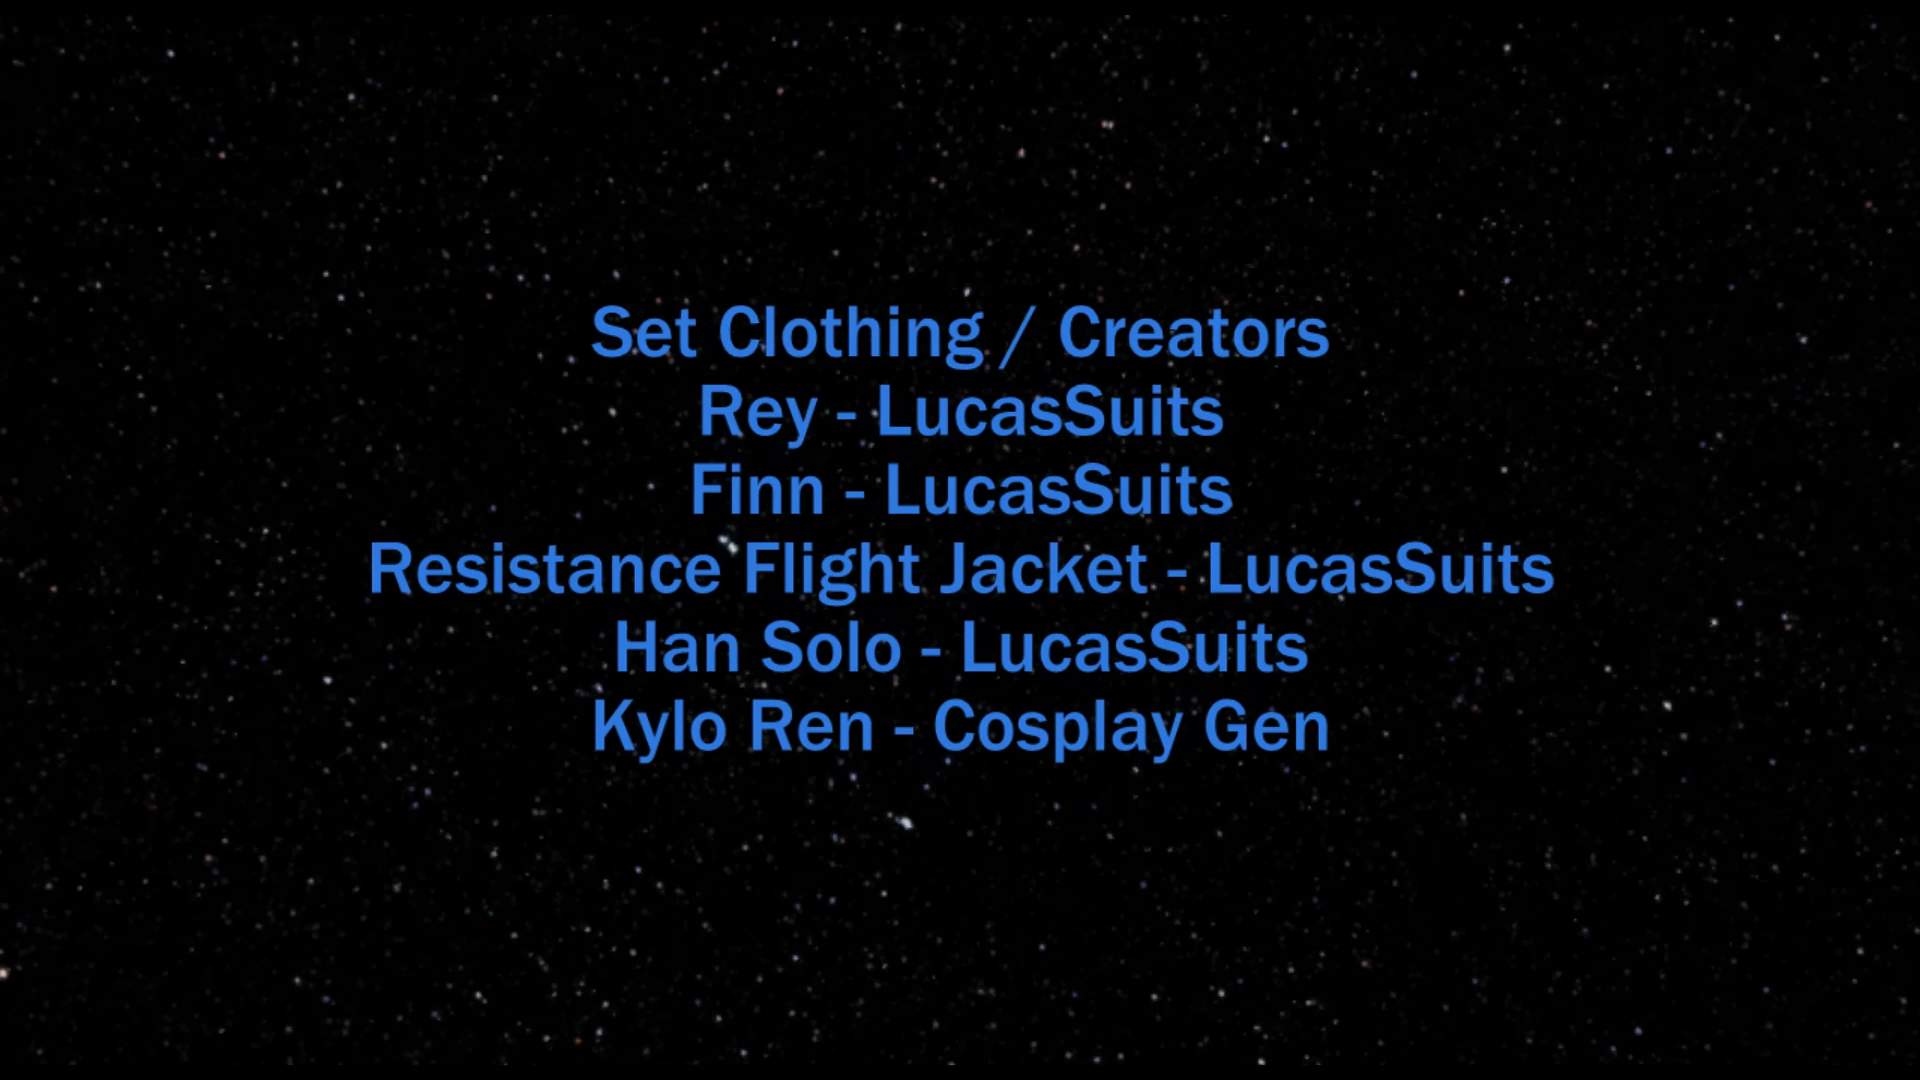 Set Clothing / Creators
Rey - LucasSuits
Finn - LucasSuits
Resistance Flight Jacket - LucasSuits
Han Solo - LucasSuits
Kylo Ren - Cosplay Gen